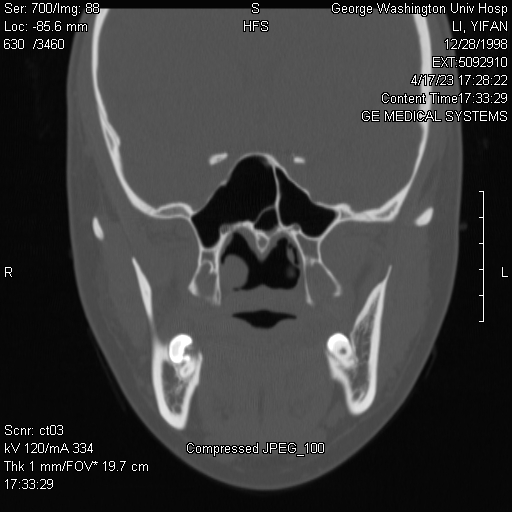 Ser: 700/Img: 88
Loc: -85.6 mm
630 /3460
S
HFS
George Washington Univ Hosp
LI, YIFAN
12/28/1998
EXT:5092910
4/17/23 17:28:22
Content Time17:33:29
GE MEDICAL SYSTEMS
R
L
Scnr: ct03
kV 120/mA 334
Thk 1 mm/FOV* 19.7 cm
17:33:29
Compressed JPEG_100